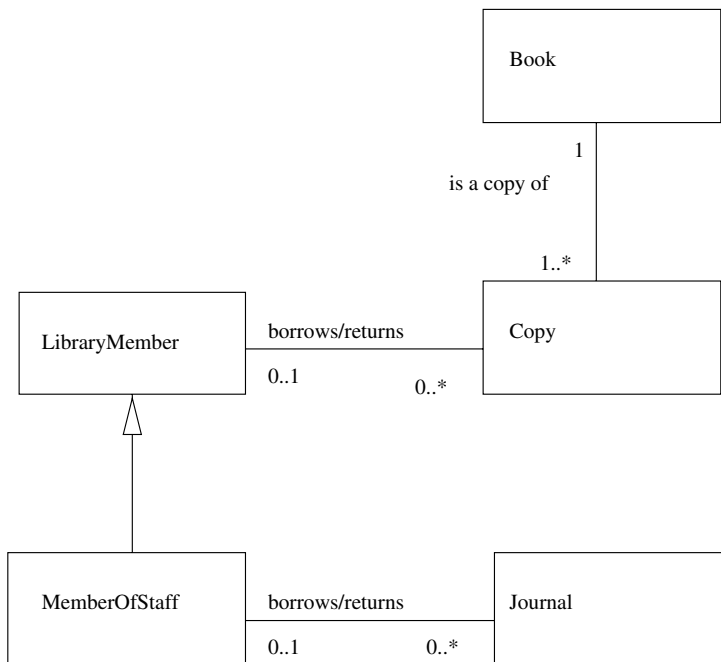 Book
1
is a copy of
1..*
LibraryMember
borrows/returns
Copy
0..1
0..*
MemberOfStaff
borrows/returns
Journal
0..1
0..*